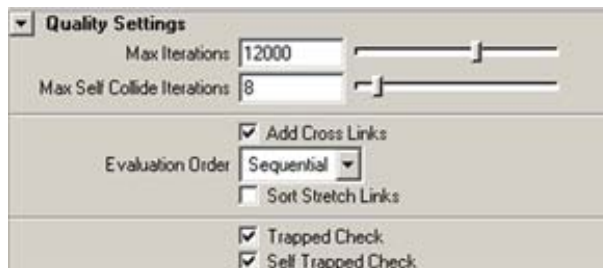 Quality Settings
Max Iterations 12000
Max Self Collide Iterations 8
Add Cross Links
Evaluation Order Sequential
Sort Stretch Links
Trapped Check
Self Trapped Check